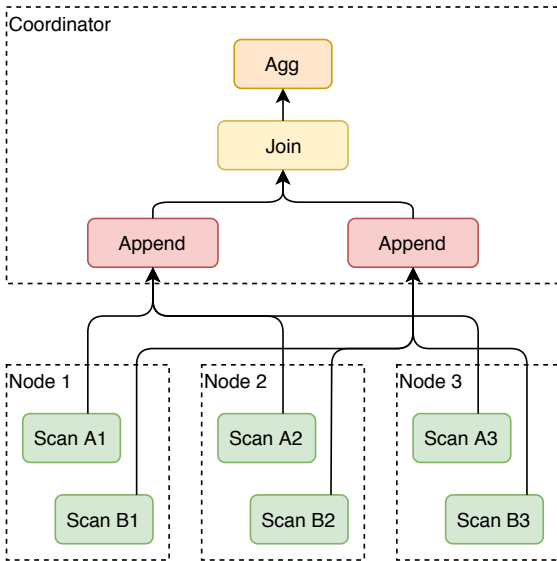 Coordinator
Agg
Join
Append
Append
Node 1
Node 2
Node 3
Scan A1
Scan A2
Scan A3
Scan B1
Scan B2
Scan B3